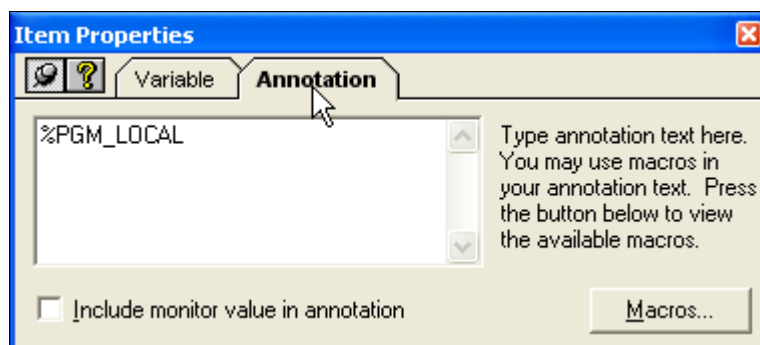 Item Properties
Variable
Annotation
%PGM_LOCAL
Type annotation text here.
You may use macros in
your annotation text. Press
the button below to view
the available macros.
Include monitor value in annotation
Macros...